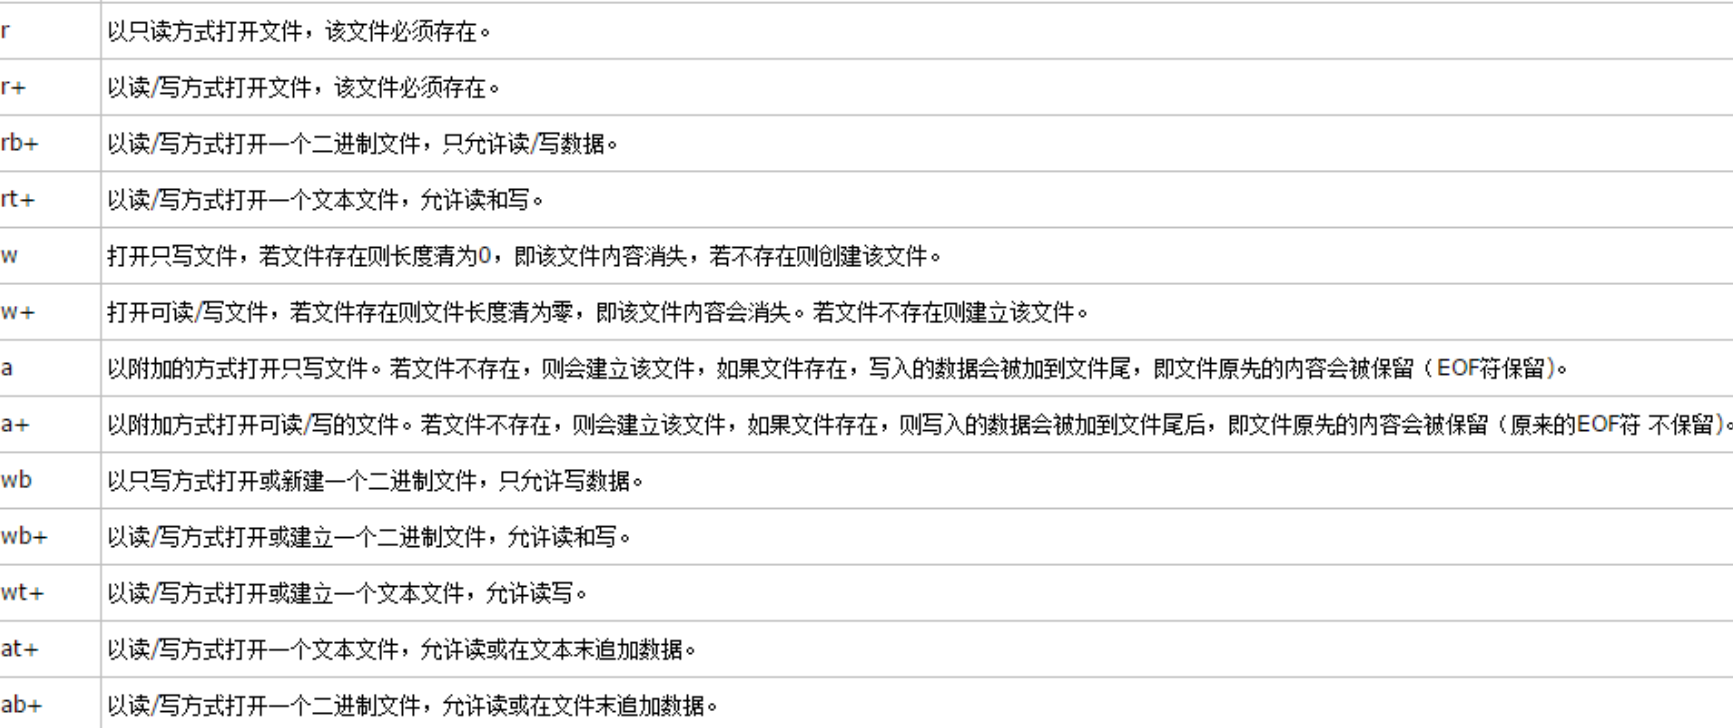 r 以只读方式打开文件，该文件必须存在。
r+ 以读/写方式打开文件，该文件必须存在。
rb+ 以读/写方式打开一个二进制文件，只允许读/写数据。
rt+ 以读/写方式打开一个文本文件，允许读和写。
w 打开只写文件，若文件存在则长度清为0，即该文件内容消失，若不存在则创建该文件。
w+ 打开可读/写文件，若文件存在则文件长度清为零，即该文件内容会消失。若文件不存在则建立该文件。
a 以附加的方式打开只写文件。若文件不存在，则会建立该文件，如果文件存在，写入的数据会被加到文件尾，即文件原先的内容会被保留（EOF符保留)。
a+ 以附加方式打开可读/写的文件。若文件不存在，则会建立该文件，如果文件存在，则写入的数据会被加到文件尾后，即文件原先的内容会被保留（原来的EOF符 不保留)。
wb 以只写方式打开或新建一个二进制文件，只允许写数据。
wb+ 以读/写方式打开或建立一个二进制文件，允许读和写。
wt+ 以读/写方式打开或建立一个文本文件，允许读写。
at+ 以读/写方式打开一个文本文件，允许读或在文本末追加数据。
ab+ 以读/写方式打开一个二进制文件，允许读或在文件末追加数据。